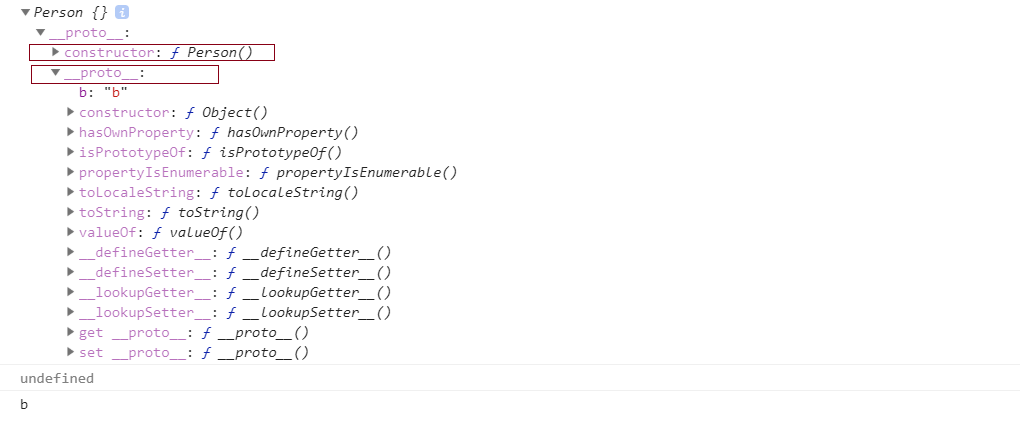 Person {} i
__proto__:
constructor: ƒ Person()
__proto__:
b: "b"
constructor: ƒ Object()
hasOwnProperty: ƒ hasOwnProperty()
isPrototypeOf: ƒ isPrototypeOf()
propertyIsEnumerable: ƒ propertyIsEnumerable()
toLocaleString: ƒ toLocaleString()
toString: ƒ toString()
valueOf: ƒ valueOf()
__defineGetter__: ƒ __defineGetter__()
__defineSetter__: ƒ __defineSetter__()
__lookupGetter__: ƒ __lookupGetter__()
__lookupSetter__: ƒ __lookupSetter__()
get __proto__: ƒ __proto__()
set __proto__: ƒ __proto__()
undefined
b